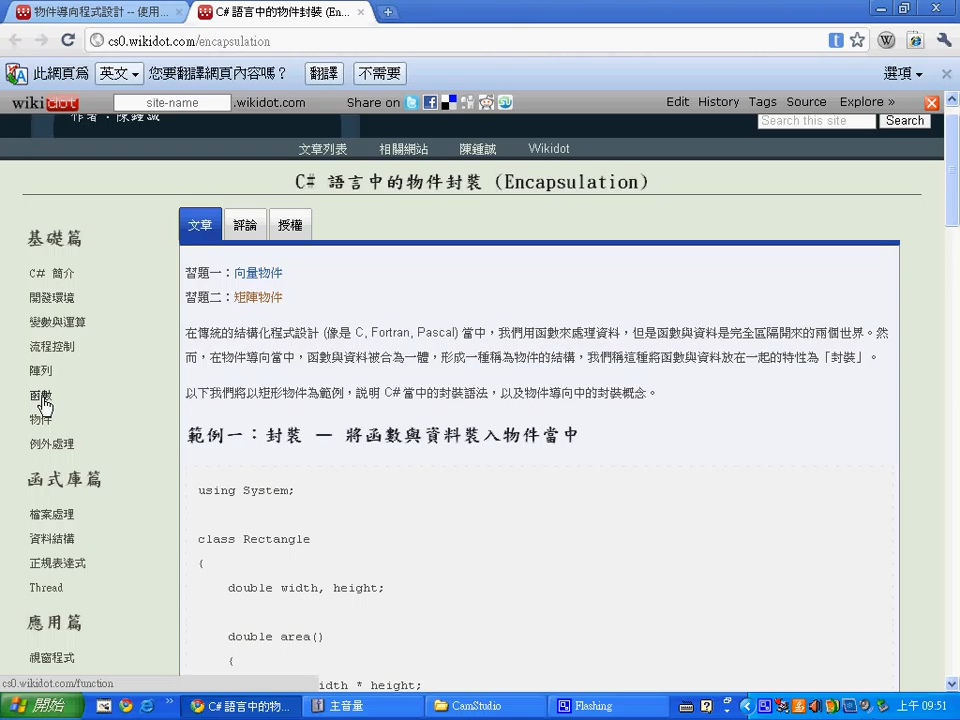 物件導向程式設計 -- 使用...
C# 語言中的物件封裝 (En...
cs0.wikidot.com/encapsulation
此網頁為 英文 您要翻譯網頁內容嗎？ 翻譯 不需要 選項
wikidot site-name .wikidot.com Share on Edit History Tags Source Explore »
作者：陳鍾誠
Search this site Search
文章列表 相關網站 陳鍾誠 Wikidot
C# 語言中的物件封裝 (Encapsulation)
基礎篇
C# 簡介
開發環境
變數與運算
流程控制
陣列
函數
物件
例外處理
函式庫篇
檔案處理
資料結構
正規表達式
Thread
應用篇
視窗程式
文章 評論 授權
習題一：向量物件
習題二：矩陣物件
在傳統的結構化程式設計 (像是 C, Fortran, Pascal) 當中，我們用函數來處理資料，但是函數與資料是完全區隔開來的兩個世界。然
而，在物件導向當中，函數與資料被合為一體，形成一種稱為物件的結構，我們稱這種將函數與資料放在一起的特性為「封裝」。
以下我們將以矩形物件為範例，說明 C# 當中的封裝語法，以及物件導向中的封裝概念。
範例一：封裝 — 將函數與資料裝入物件當中
using System;
class Rectangle
{
double width, height;
double area()
{
idth * height;
cs0.wikidot.com/function
開始 C# 語言中的物... 主音量 CamStudio Flashing 上午 09:51